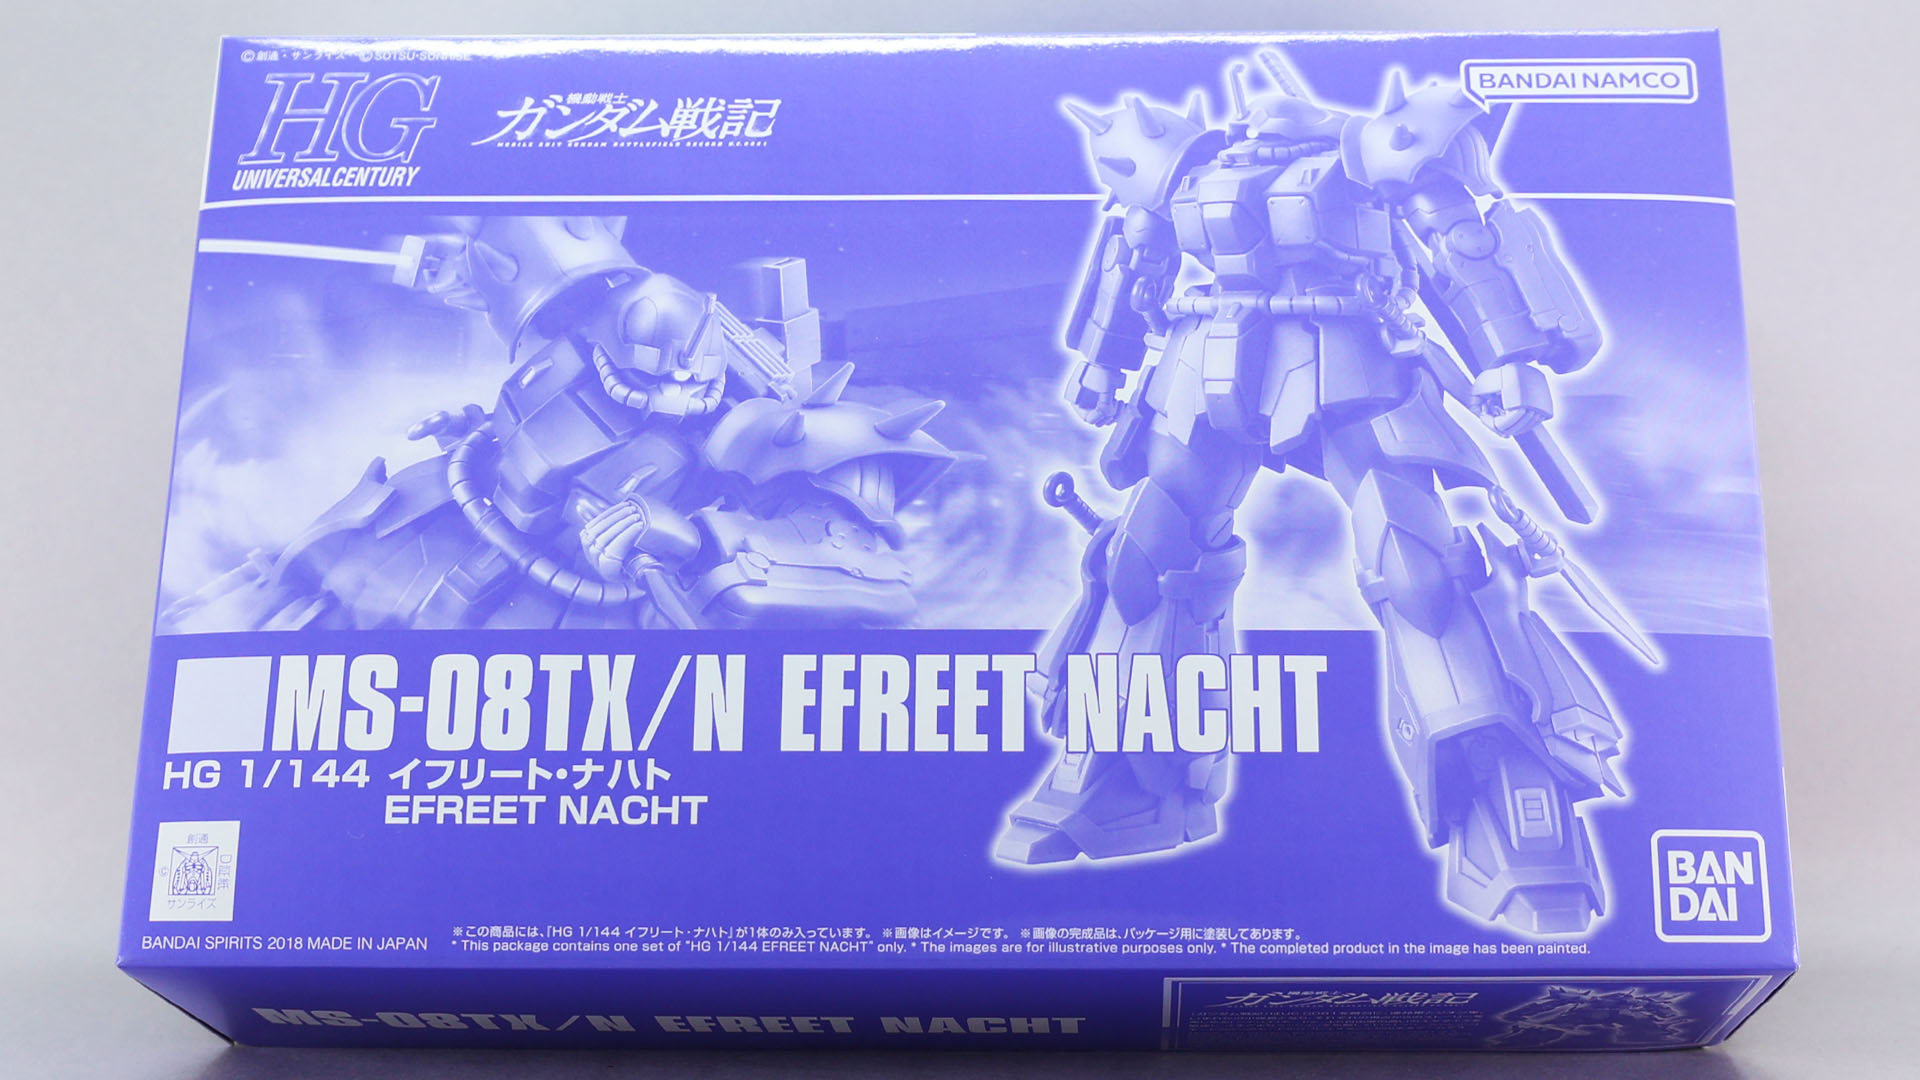 ©創通・サンライズ ©SOTSU・SUNRISE
HG
UNIVERSAL CENTURY
機動戦士
ガンダム戦記
MOBILE SUIT GUNDAM BATTLEFIELD RECORD U.C.0081
BANDAI NAMCO
MS-08TX/N EFREET NACHT
HG 1/144 イフリート・ナハト
EFREET NACHT
創通
©
サンライズ
BAN
DAI
BANDAI SPIRITS 2018 MADE IN JAPAN
※この商品には、「HG 1/144 イフリート・ナハト」が1体のみ入っています。 ※画像はイメージです。 ※画像の完成品は、パッケージ用に塗装してあります。
* This package contains one set of "HG 1/144 EFREET NACHT" only. * The images are for illustrative purposes only. * The completed product in the image has been painted.
MS-08TX/N EFREET NACHT
機動戦士
ガンダム戦記